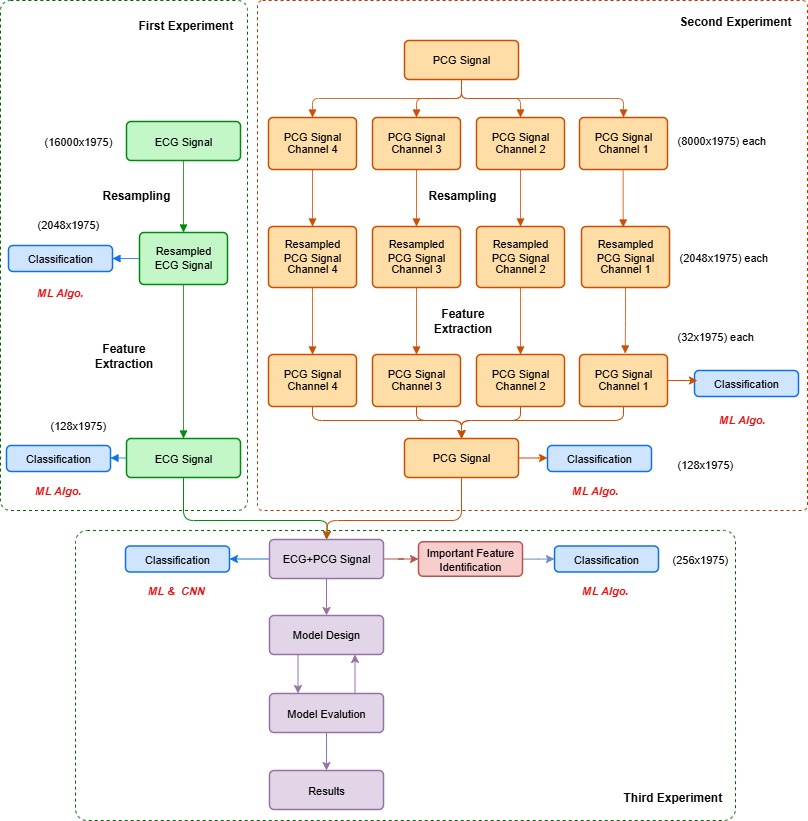 First Experiment
Second Experiment
PCG Signal
(16000x1975)
ECG Signal
PCG Signal
Channel 4
PCG Signal
Channel 3
PCG Signal
Channel 2
PCG Signal
Channel 1
(8000x1975) each
Resampling
Resampling
(2048x1975)
Classification
ML Algo.
Resampled
ECG Signal
Resampled
PCG Signal
Channel 4
Resampled
PCG Signal
Channel 3
Resampled
PCG Signal
Channel 2
Resampled
PCG Signal
Channel 1
(2048x1975) each
Feature
Extraction
Feature
Extraction
(32x1975) each
PCG Signal
Channel 4
PCG Signal
Channel 3
PCG Signal
Channel 2
PCG Signal
Channel 1
Classification
ML Algo.
(128x1975)
Classification
ML Algo.
ECG Signal
PCG Signal
Classification
ML Algo.
(128x1975)
Classification
ML & CNN
ECG+PCG Signal
Important Feature
Identification
Classification
ML Algo.
(256x1975)
Model Design
Model Evalution
Results
Third Experiment